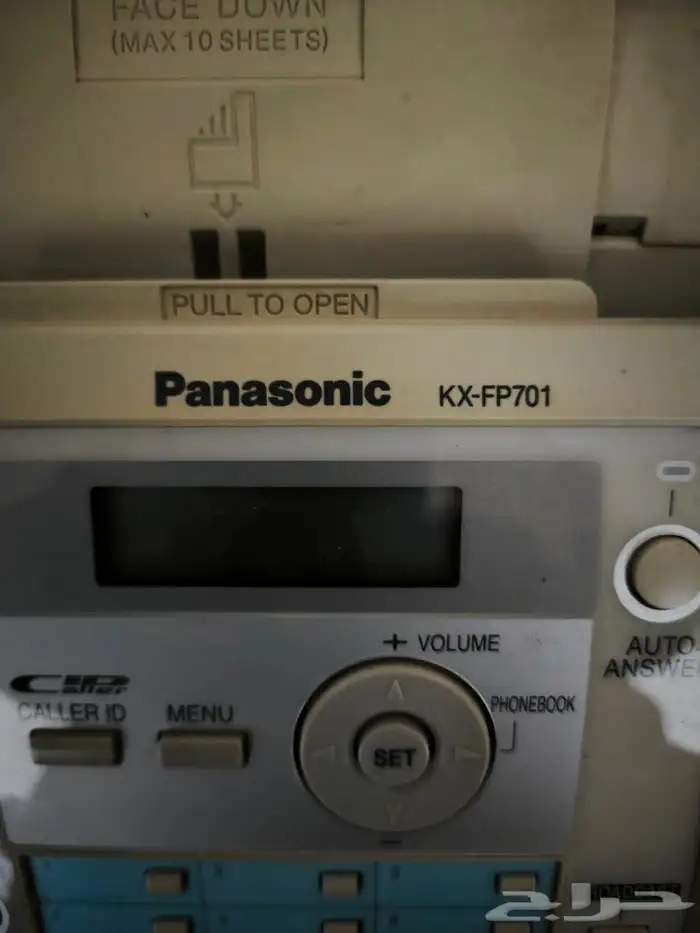 FACE DOWN
(MAX 10 SHEETS)
PULL TO OPEN
Panasonic KX-FP701
+ VOLUME
AUTO
ANSWE
CALLER ID MENU
PHONEBOOK
SET
حراج